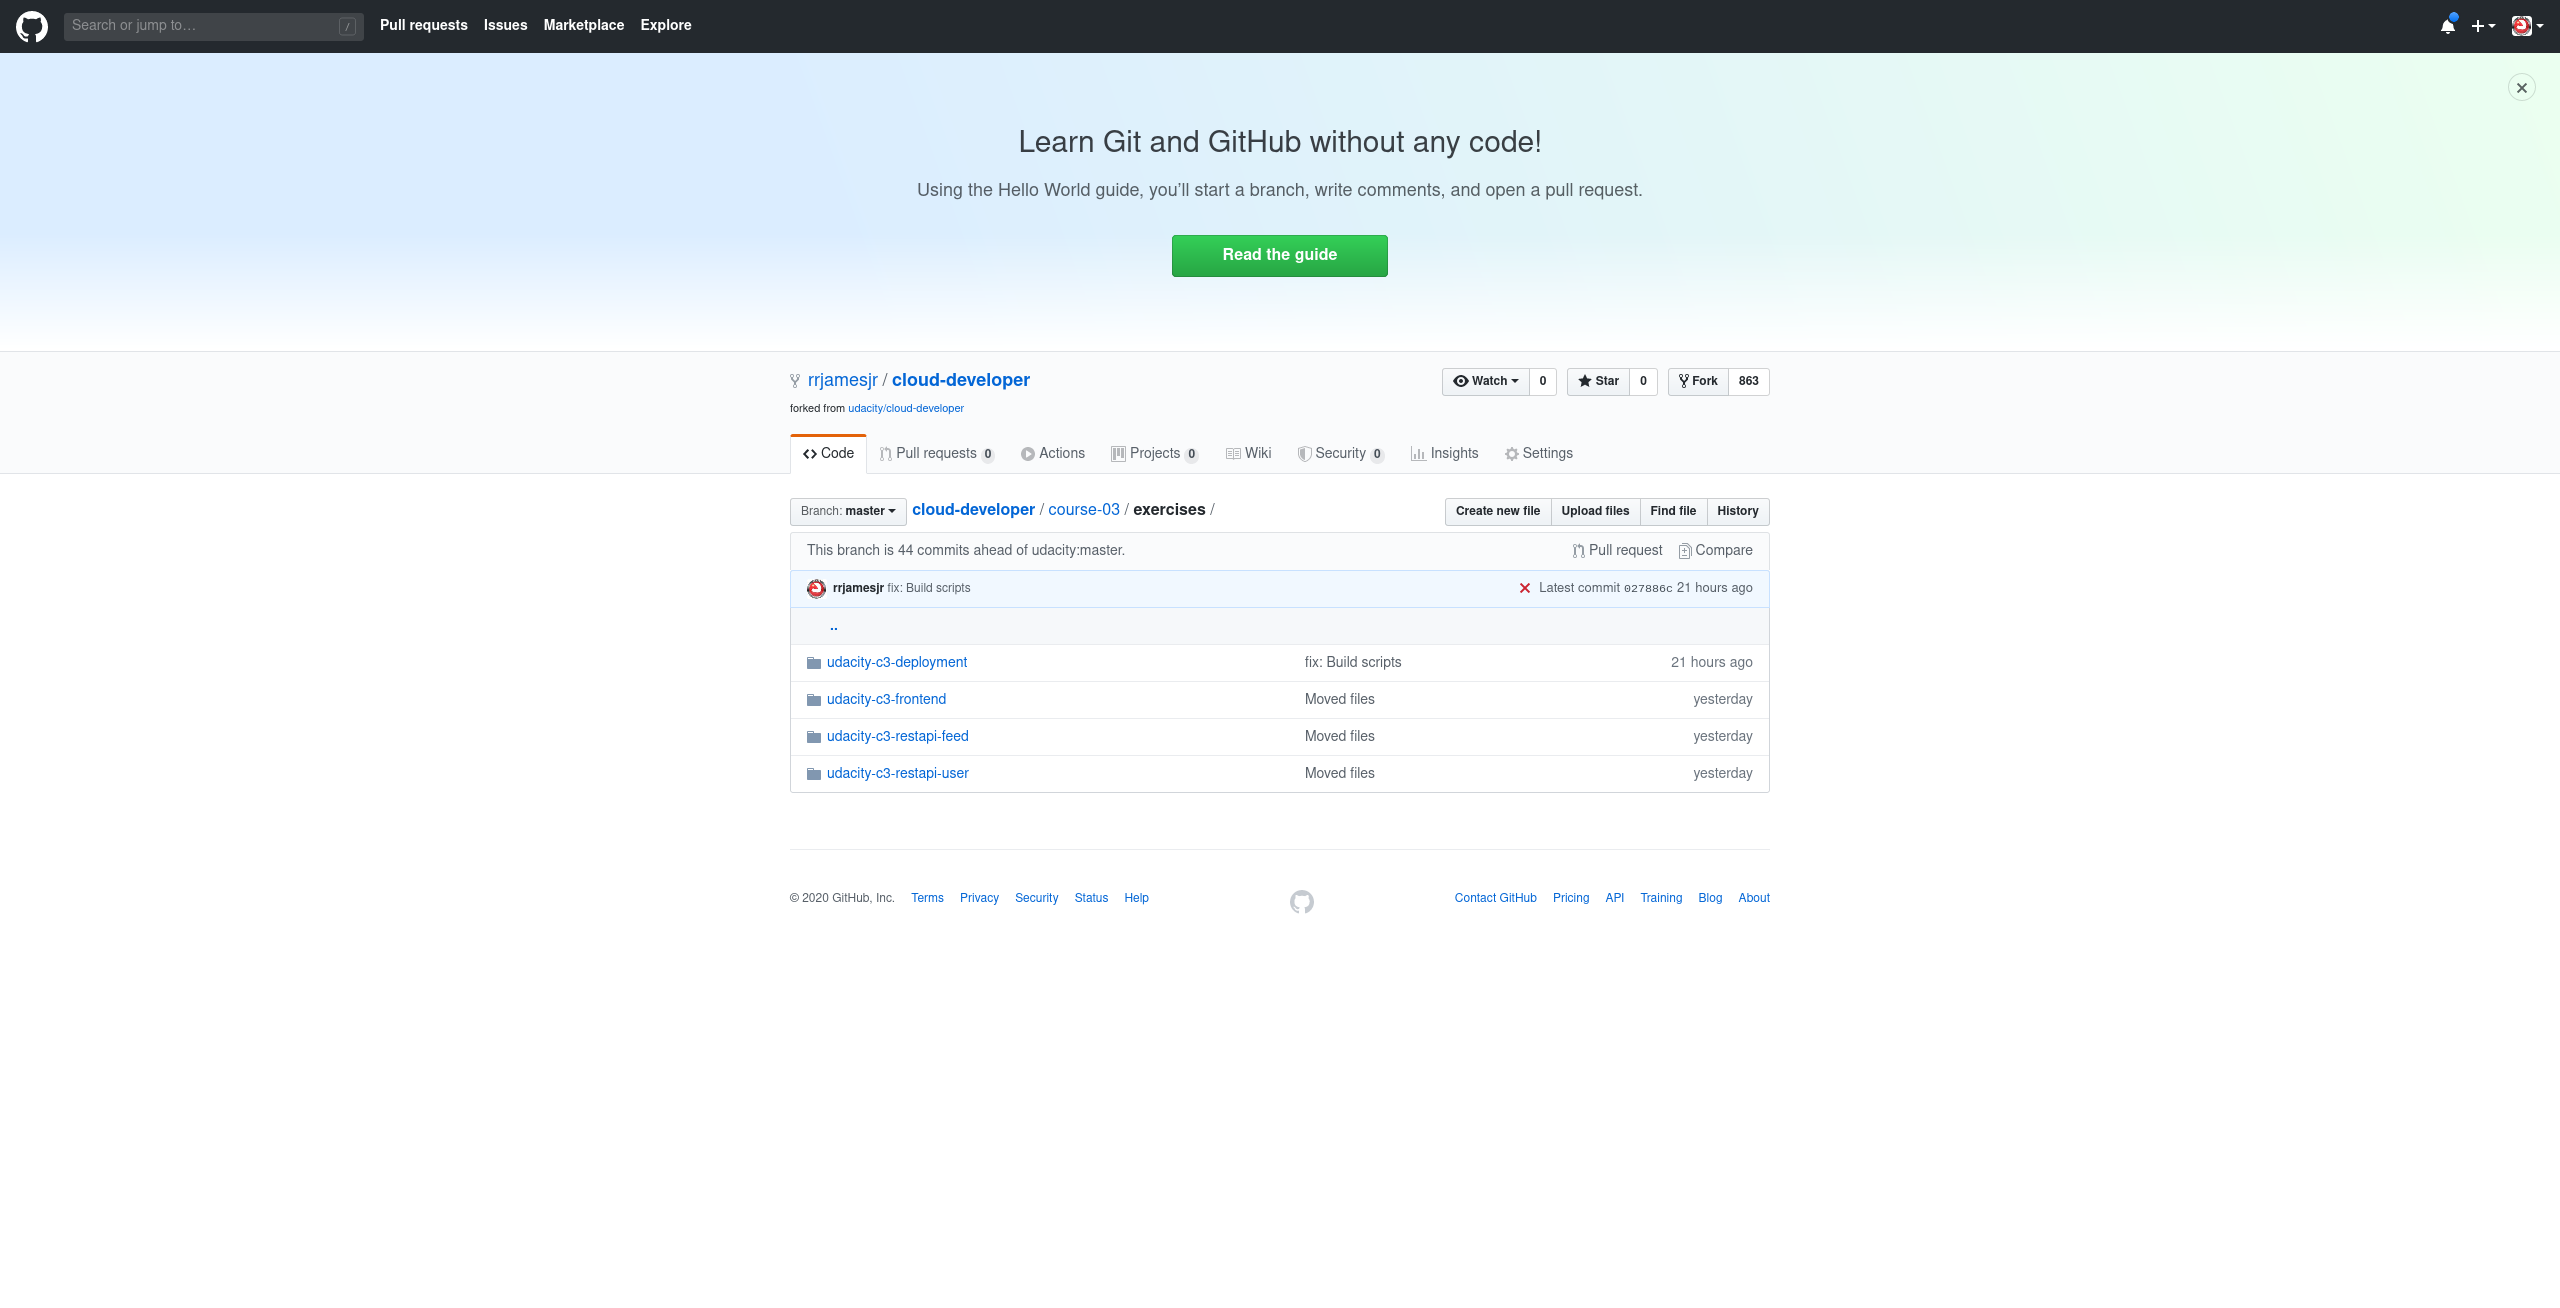 Search or jump to… / Pull requests Issues Marketplace Explore
Learn Git and GitHub without any code!
Using the Hello World guide, you’ll start a branch, write comments, and open a pull request.
Read the guide
rrjamesjr / cloud-developer Watch 0 Star 0 Fork 863
forked from udacity/cloud-developer
Code Pull requests 0 Actions Projects 0 Wiki Security 0 Insights Settings
Branch: master cloud-developer / course-03 / exercises / Create new file Upload files Find file History
This branch is 44 commits ahead of udacity:master. Pull request Compare
rrjamesjr fix: Build scripts Latest commit 027886c 21 hours ago
..
udacity-c3-deployment fix: Build scripts 21 hours ago
udacity-c3-frontend Moved files yesterday
udacity-c3-restapi-feed Moved files yesterday
udacity-c3-restapi-user Moved files yesterday
© 2020 GitHub, Inc. Terms Privacy Security Status Help Contact GitHub Pricing API Training Blog About